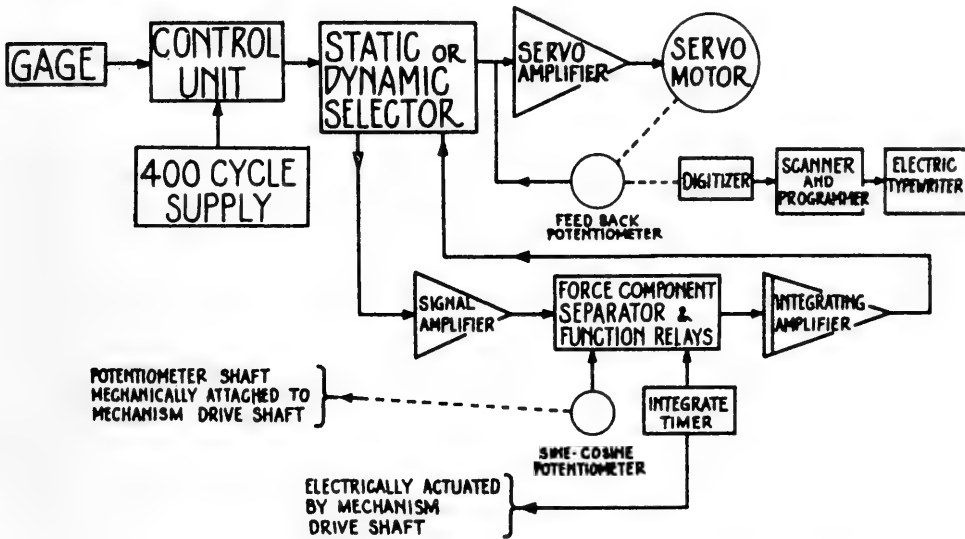 GAGE
CONTROL
UNIT
400 CYCLE
SUPPLY
STATIC OR
DYNAMIC
SELECTOR
SERVO
AMPLIFIER
SERVO
MOTOR
FEED BACK
POTENTIOMETER
DIGITIZER
SCANNER
AND
PROGRAMMER
ELECTRIC
TYPEWRITER
SIGNAL
AMPLIFIER
FORCE COMPONENT
SEPARATOR &
FUNCTION RELAYS
INTEGRATING
AMPLIFIER
POTENTIOMETER SHAFT
MECHANICALLY ATTACHED TO
MECHANISM DRIVE SHAFT
SINE-COSINE
POTENTIOMETER
INTEGRATE
TIMER
ELECTRICALLY ACTUATED
BY MECHANISM
DRIVE SHAFT